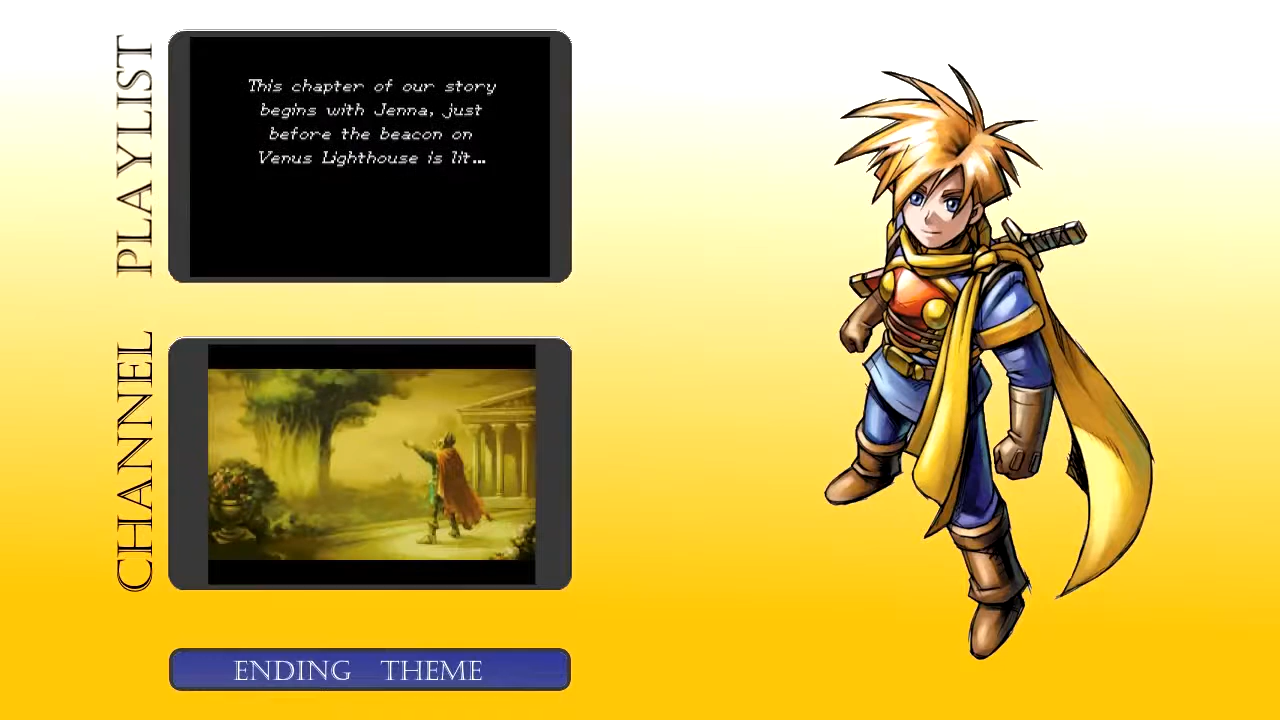 PLAYLIST
This chapter of our story
begins with Jenna, just
before the beacon on
Venus Lighthouse is lit...
CHANNEL
ENDING THEME